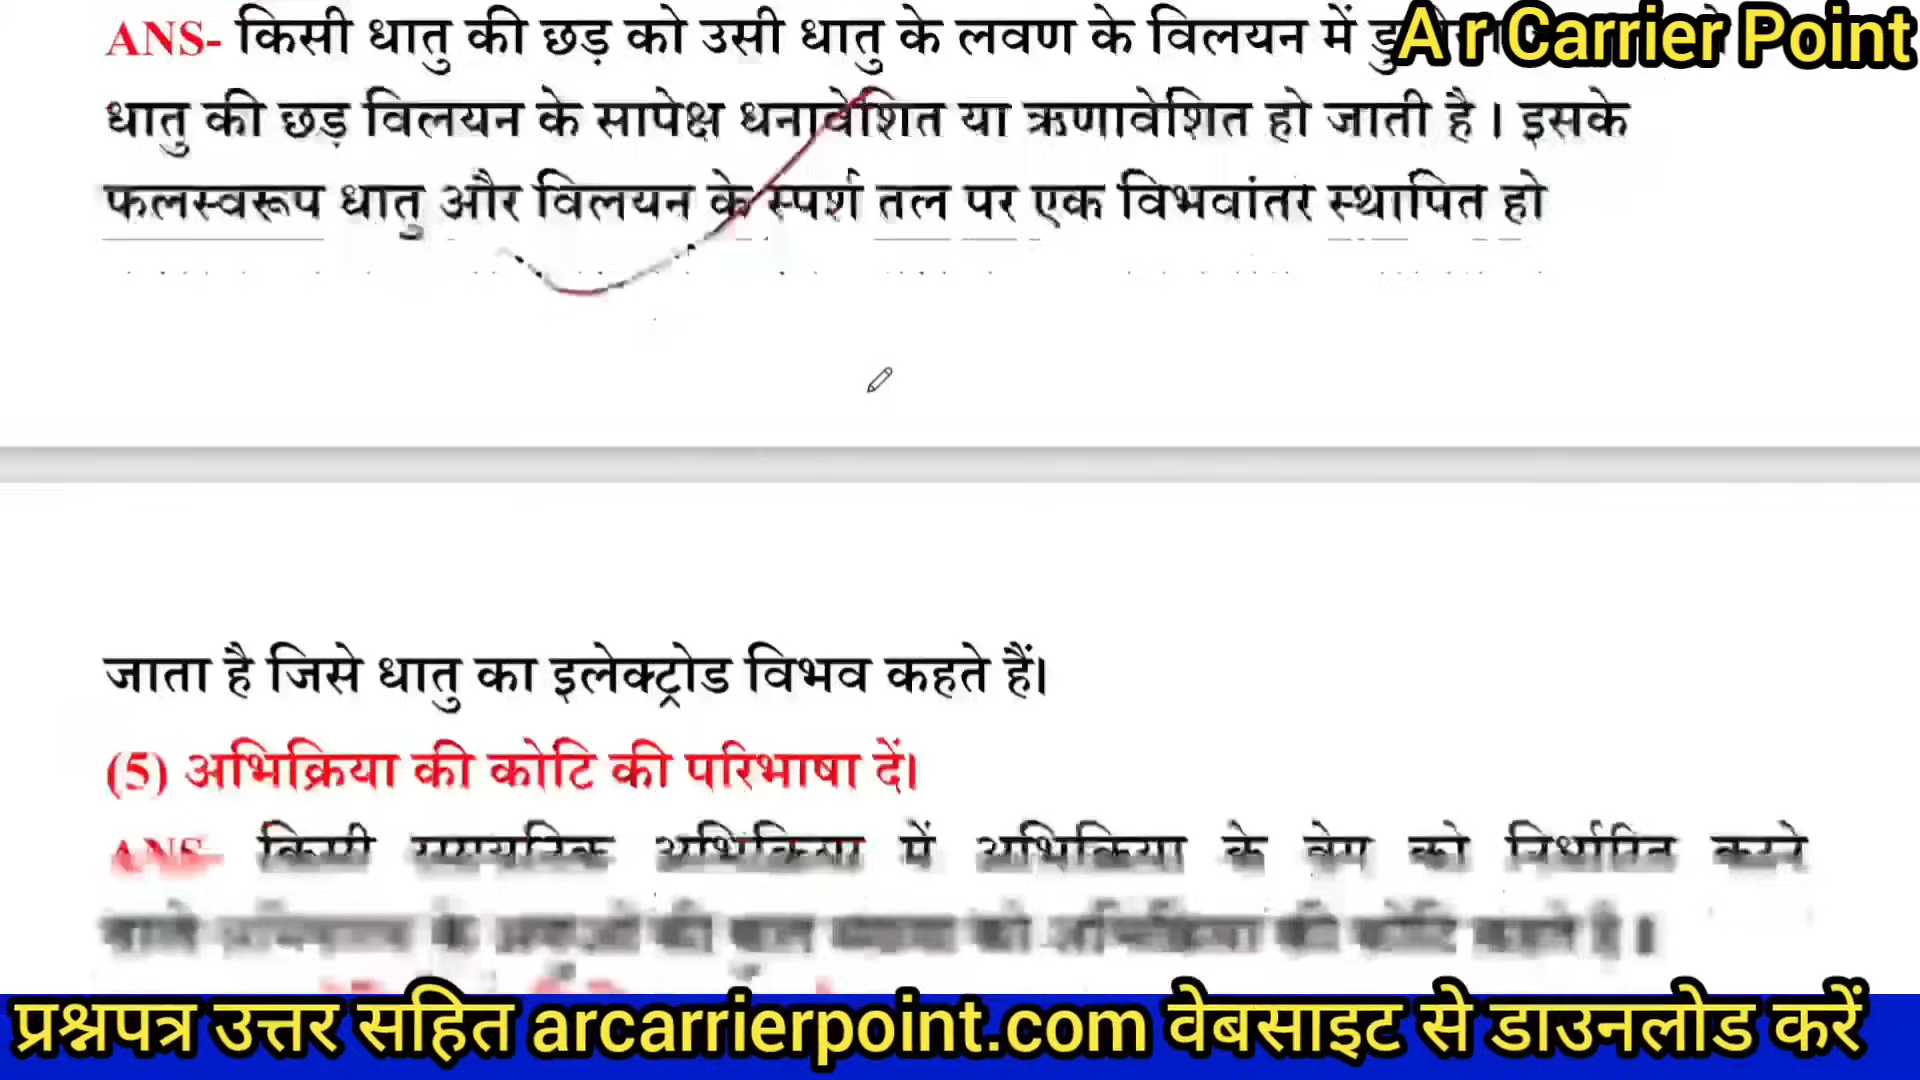 A r Carrier Point
ANS- किसी धातु की छड़ को उसी धातु के लवण के विलयन में
धातु की छड़ विलयन के सापेक्ष धनावेशित या ऋणावेशित हो जाती है । इसके
फलस्वरूप धातु और विलयन के स्पर्श तल पर एक विभवांतर स्थापित हो
जाता है जिसे धातु का इलेक्ट्रोड विभव कहते हैं।
(5) अभिक्रिया की कोटि की परिभाषा दें।
ANS- किसी रासायनिक अभिक्रिया में अभिक्रिया के वेग को निर्धारित करने
को अभिक्रिया की कोटि कहते हैं ।
प्रश्नपत्र उत्तर सहित arcarrierpoint.com वेबसाइट से डाउनलोड करें